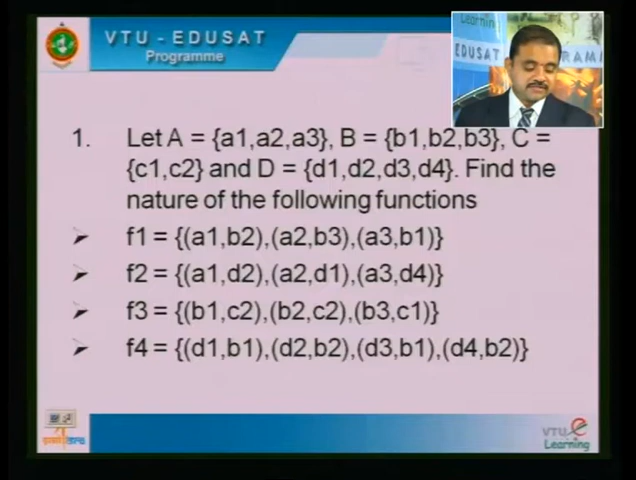 VTU - EDUSAT
Programme
Learning
EDUSAT
RAMI
1. Let A = {a1,a2,a3}, B = {b1,b2,b3}, C =
{c1,c2} and D = {d1,d2,d3,d4}. Find the
nature of the following functions
➢ f1 = {(a1,b2),(a2,b3),(a3,b1)}
➢ f2 = {(a1,d2),(a2,d1),(a3,d4)}
➢ f3 = {(b1,c2),(b2,c2),(b3,c1)}
➢ f4 = {(d1,b1),(d2,b2),(d3,b1),(d4,b2)}
VTU e
Learning